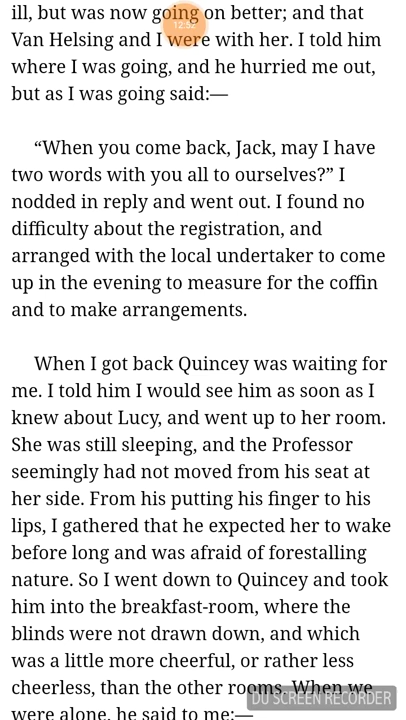 ill, but was now going on better; and that
Van Helsing and I were with her. I told him
where I was going, and he hurried me out,
but as I was going said:—
“When you come back, Jack, may I have
two words with you all to ourselves?” I
nodded in reply and went out. I found no
difficulty about the registration, and
arranged with the local undertaker to come
up in the evening to measure for the coffin
and to make arrangements.
When I got back Quincey was waiting for
me. I told him I would see him as soon as I
knew about Lucy, and went up to her room.
She was still sleeping, and the Professor
seemingly had not moved from his seat at
her side. From his putting his finger to his
lips, I gathered that he expected her to wake
before long and was afraid of forestalling
nature. So I went down to Quincey and took
him into the breakfast-room, where the
blinds were not drawn down, and which
was a little more cheerful, or rather less
cheerless, than the other rooms. When we
were alone, he said to me:—
DU SCREEN RECORDER